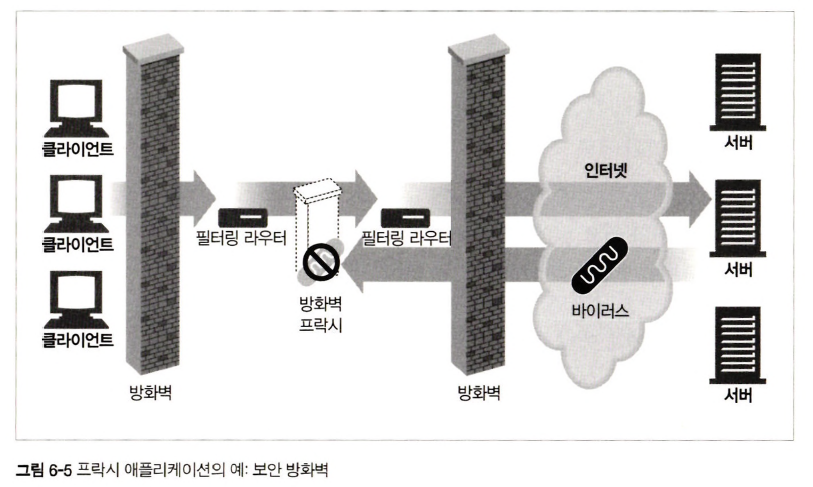 클라이언트
클라이언트
클라이언트
방화벽
필터링 라우터
방화벽
프락시
필터링 라우터
방화벽
인터넷
바이러스
서버
서버
서버
그림 6-5 프락시 애플리케이션의 예: 보안 방화벽